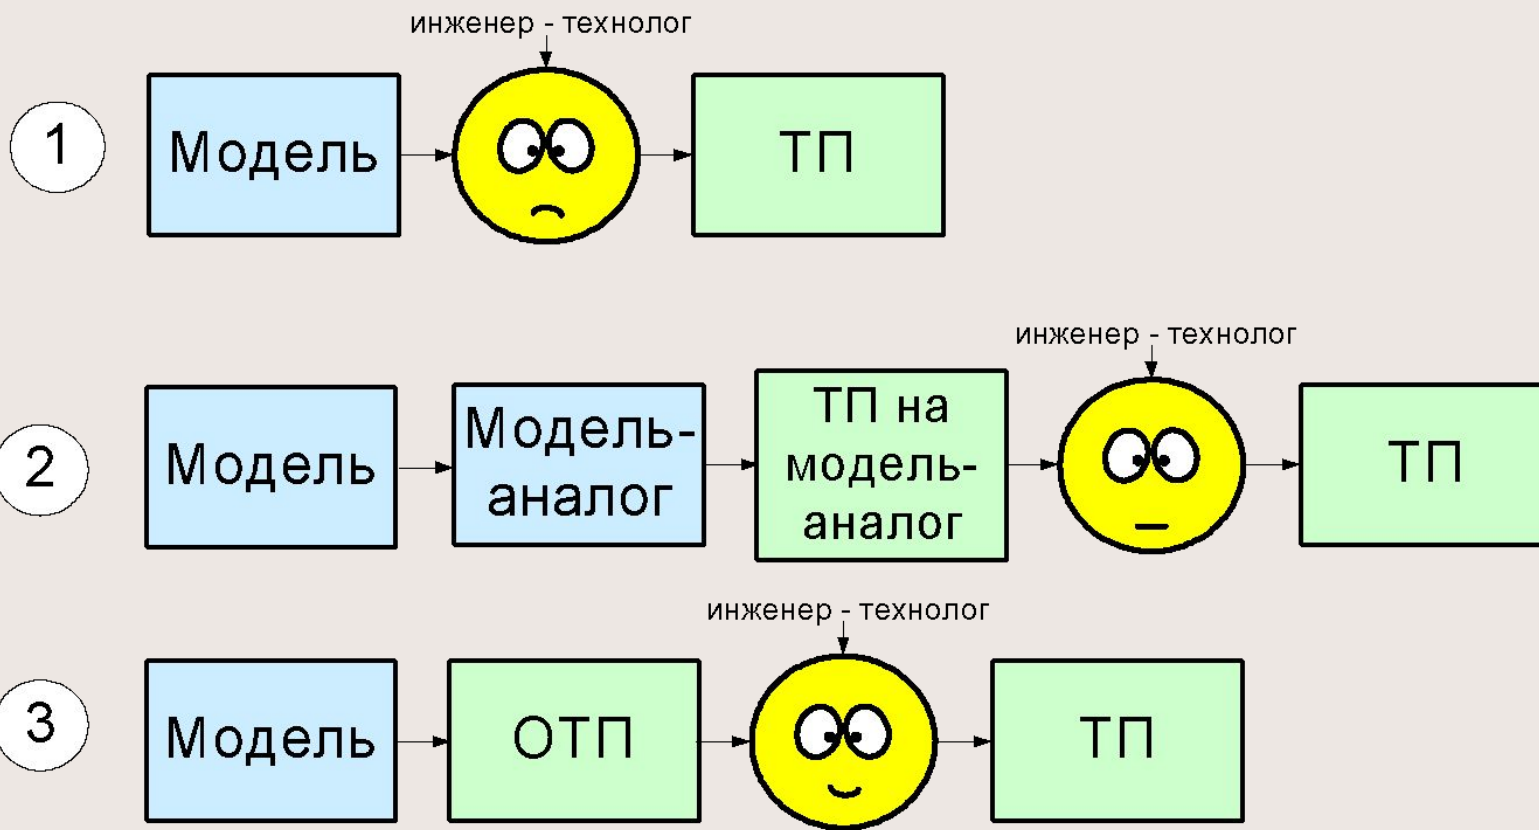 инженер - технолог
1
Модель
ТП
инженер - технолог
2
Модель
Модель-
аналог
ТП на
модель-
аналог
ТП
инженер - технолог
3
Модель
ОТП
ТП